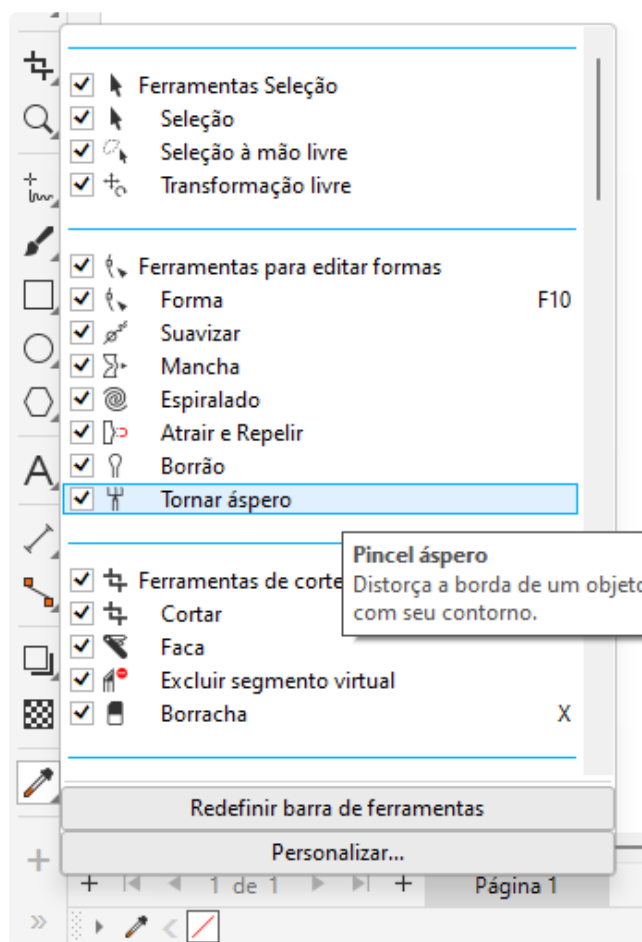 Ferramentas Seleção
Seleção
Seleção à mão livre
Transformação livre
Ferramentas para editar formas
Forma F10
Suavizar
Mancha
Espiralado
Atrair e Repelir
Borrão
Tornar áspero
Pincel áspero
Distorça a borda de um objeto
com seu contorno.
Ferramentas de corte
Cortar
Faca
Excluir segmento virtual
Borracha X
Redefinir barra de ferramentas
Personalizar...
1 de 1
Página 1